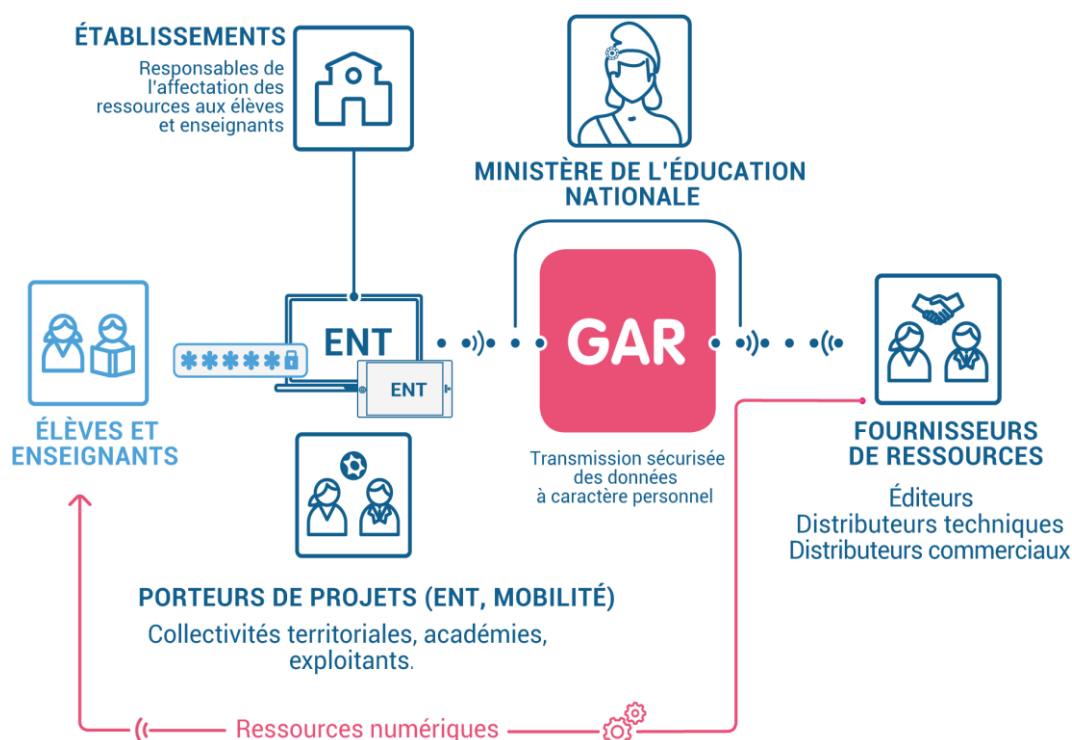 ÉTABLISSEMENTS
Responsables de
l'affectation des
ressources aux élèves
et enseignants
MINISTÈRE DE L'ÉDUCATION
NATIONALE
ENT
ENT
*****
GAR
ÉLÈVES ET
ENSEIGNANTS
Transmission sécurisée
des données
à caractère personnel
FOURNISSEURS
DE RESSOURCES
Éditeurs
Distributeurs techniques
Distributeurs commerciaux
PORTEURS DE PROJETS (ENT, MOBILITÉ)
Collectivités territoriales, académies,
exploitants.
Ressources numériques